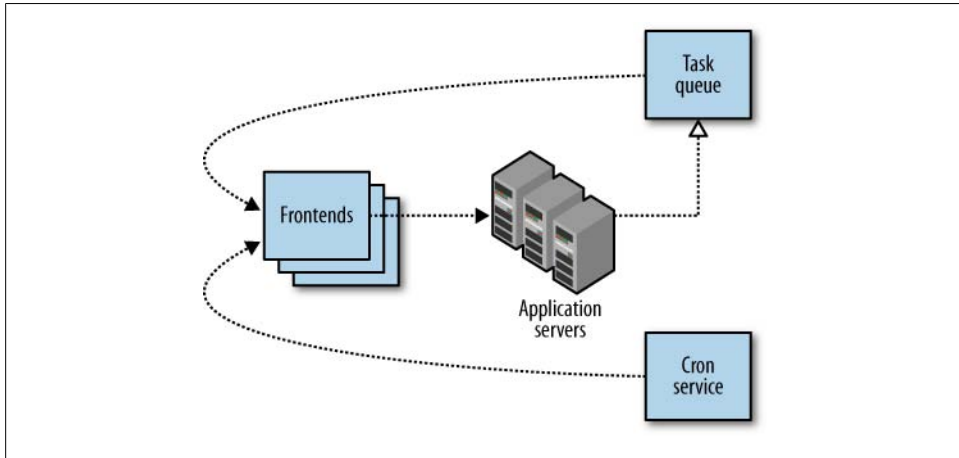 Task
queue
Frontends
Application
servers
Cron
service